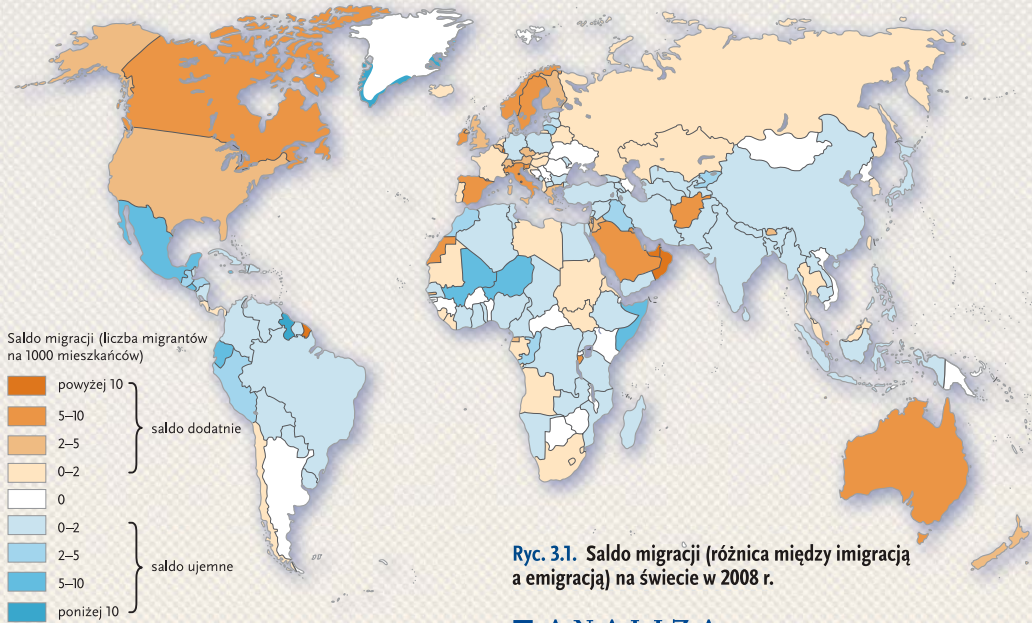 Saldo migracji (liczba migrantów
na 1000 mieszkańców)
powyżej 10
5–10
saldo dodatnie
2–5
0–2
0
0–2
2–5
saldo ujemne
5–10
poniżej 10
Ryc. 3.1. Saldo migracji (różnica między imigracją
a emigracją) na świecie w 2008 r.